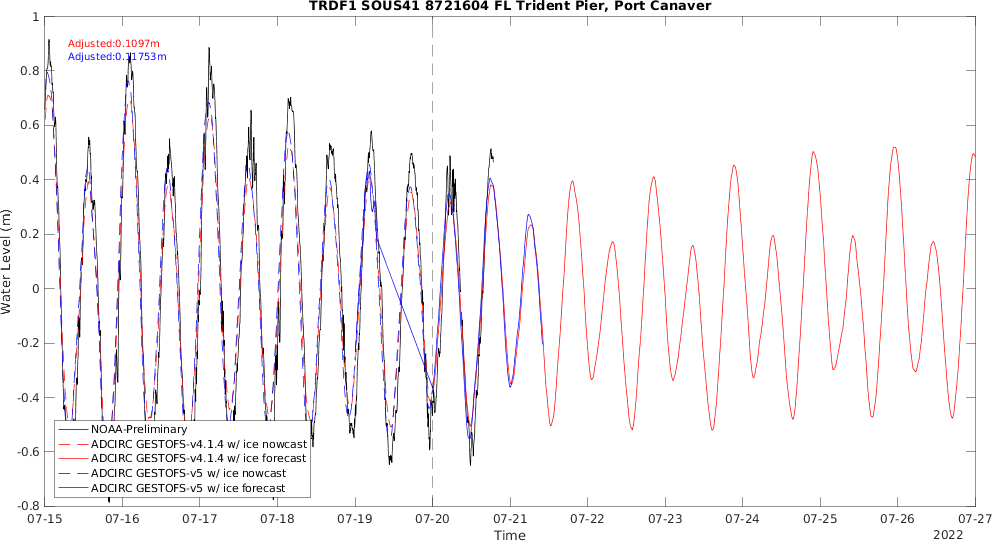 TRDF1 SOUS41 8721604 FL Trident Pier, Port Canaver
Adjusted:0.1097m
Adjusted:0.11753m
Water Level (m)
1
0.8
0.6
0.4
0.2
0
-0.2
-0.4
-0.6
-0.8
NOAA-Preliminary
ADCIRC GESTOFS-v4.1.4 w/ ice nowcast
ADCIRC GESTOFS-v4.1.4 w/ ice forecast
ADCIRC GESTOFS-v5 w/ ice nowcast
ADCIRC GESTOFS-v5 w/ ice forecast
07-15 07-16 07-17 07-18 07-19 07-20 07-21 07-22 07-23 07-24 07-25 07-26 07-27
Time
2022